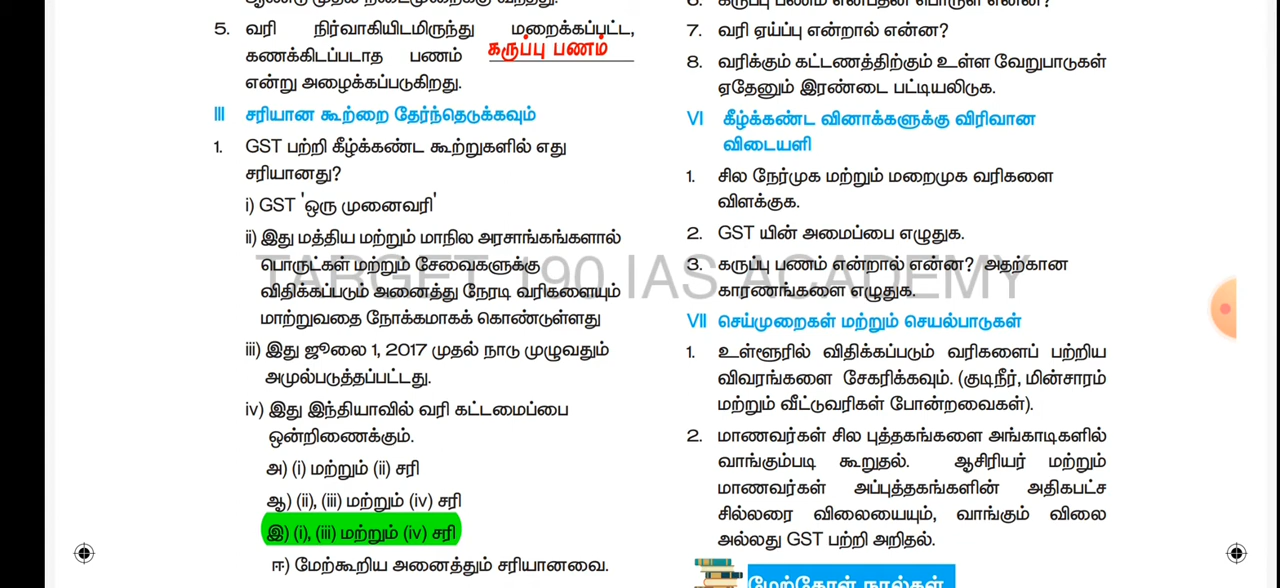 5. வரி நிர்வாகியிடமிருந்து மறைக்கப்பட்ட,
கணக்கிடப்படாத பணம் கருப்பு பணம்
என்று அழைக்கப்படுகிறது.
III சரியான கூற்றை தேர்ந்தெடுக்கவும்
1. GST பற்றி கீழ்க்கண்ட கூற்றுகளில் எது
சரியானது?
i) GST 'ஒரு முனைவரி'
ii) இது மத்திய மற்றும் மாநில அரசாங்கங்களால்
பொருட்கள் மற்றும் சேவைகளுக்கு
விதிக்கப்படும் அனைத்து நேரடி வரிகளையும்
மாற்றுவதை நோக்கமாகக் கொண்டுள்ளது
iii) இது ஜூலை 1, 2017 முதல் நாடு முழுவதும்
அமுல்படுத்தப்பட்டது.
iv) இது இந்தியாவில் வரி கட்டமைப்பை
ஒன்றிணைக்கும்.
அ) (i) மற்றும் (ii) சரி
ஆ) (ii), (iii) மற்றும் (iv) சரி
இ) (i), (iii) மற்றும் (iv) சரி
ஈ) மேற்கூறிய அனைத்தும் சரியானவை.
6. கருப்பு பணம் என்பதன் பொருள் என்ன?
7. வரி ஏய்ப்பு என்றால் என்ன?
8. வரிக்கும் கட்டணத்திற்கும் உள்ள வேறுபாடுகள்
ஏதேனும் இரண்டை பட்டியலிடுக.
VI கீழ்க்கண்ட வினாக்களுக்கு விரிவான
விடையளி
1. சில நேர்முக மற்றும் மறைமுக வரிகளை
விளக்குக.
2. GST யின் அமைப்பை எழுதுக.
3. கருப்பு பணம் என்றால் என்ன? அதற்கான
காரணங்களை எழுதுக.
VII செய்முறைகள் மற்றும் செயல்பாடுகள்
1. உள்ளூரில் விதிக்கப்படும் வரிகளைப் பற்றிய
விவரங்களை சேகரிக்கவும். (குடிநீர், மின்சாரம்
மற்றும் வீட்டுவரிகள் போன்றவைகள்).
2. மாணவர்கள் சில புத்தகங்களை அங்காடிகளில்
வாங்கும்படி கூறுதல். ஆசிரியர் மற்றும்
மாணவர்கள் அப்புத்தகங்களின் அதிகபட்ச
சில்லரை விலையையும், வாங்கும் விலை
அல்லது GST பற்றி அறிதல்.
மேற்கோள் நூல்கள்
TARGET 190 IAS ACADEMY